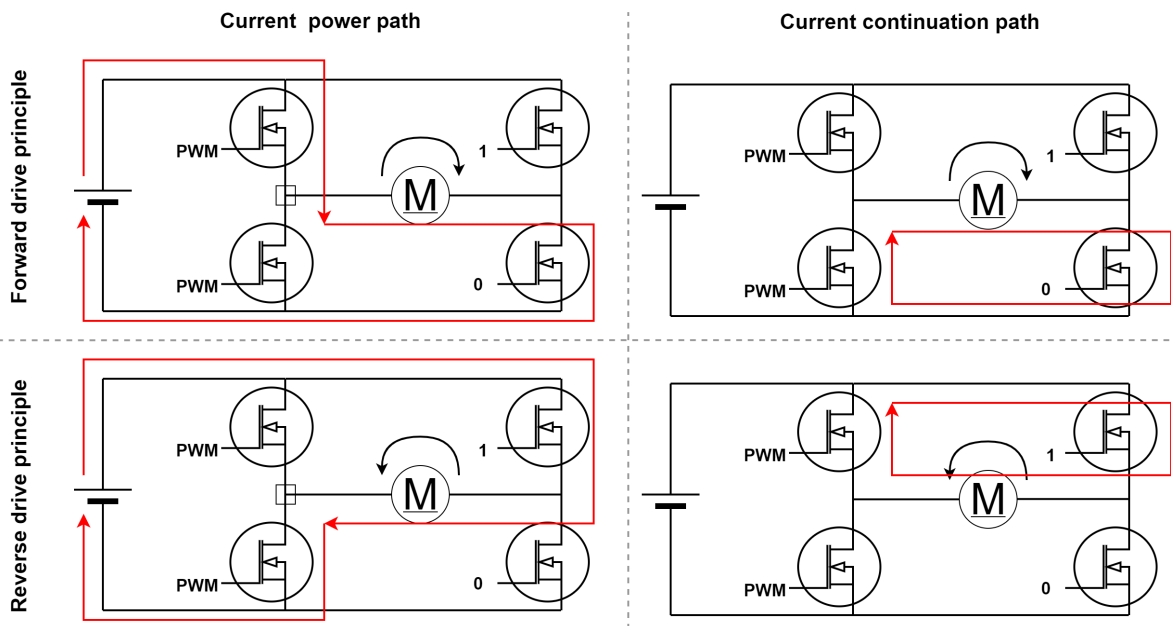 Current power path
Current continuation path
Forward drive principle
PWM
1
M
PWM
0
PWM
1
M
PWM
0
Reverse drive principle
PWM
1
M
PWM
0
PWM
1
M
PWM
0